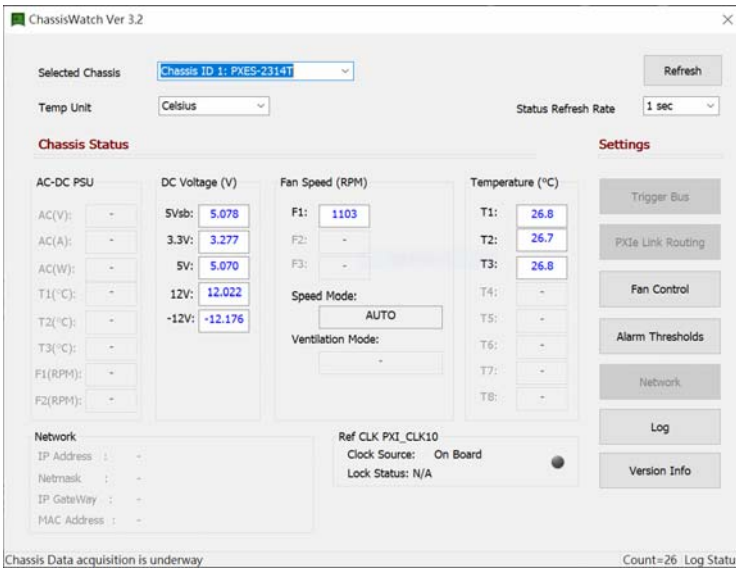 ChassisWatch Ver 3.2
Selected Chassis Chassis ID 1: PXES-2314T Refresh
Temp Unit Celsius Status Refresh Rate 1 sec
Chassis Status Settings
AC-DC PSU
AC(V): -
AC(A): -
AC(W): -
T1(°C): -
T2(°C): -
T3(°C): -
F1(RPM): -
F2(RPM): -
DC Voltage (V)
5Vsb: 5.078
3.3V: 3.277
5V: 5.070
12V: 12.022
-12V: -12.176
Fan Speed (RPM)
F1: 1103
F2: -
F3: -
Speed Mode:
AUTO
Ventilation Mode:
-
Temperature (°C)
T1: 26.8
T2: 26.7
T3: 26.8
T4: -
T5: -
T6: -
T7: -
T8: -
Trigger Bus
PXIe Link Routing
Fan Control
Alarm Thresholds
Network
Log
Version Info
Network
IP Address : -
Netmask : -
IP GateWay : -
MAC Address : -
Ref CLK PXI_CLK10
Clock Source: On Board
Lock Status: N/A
Chassis Data acquisition is underway Count=26 Log Statu